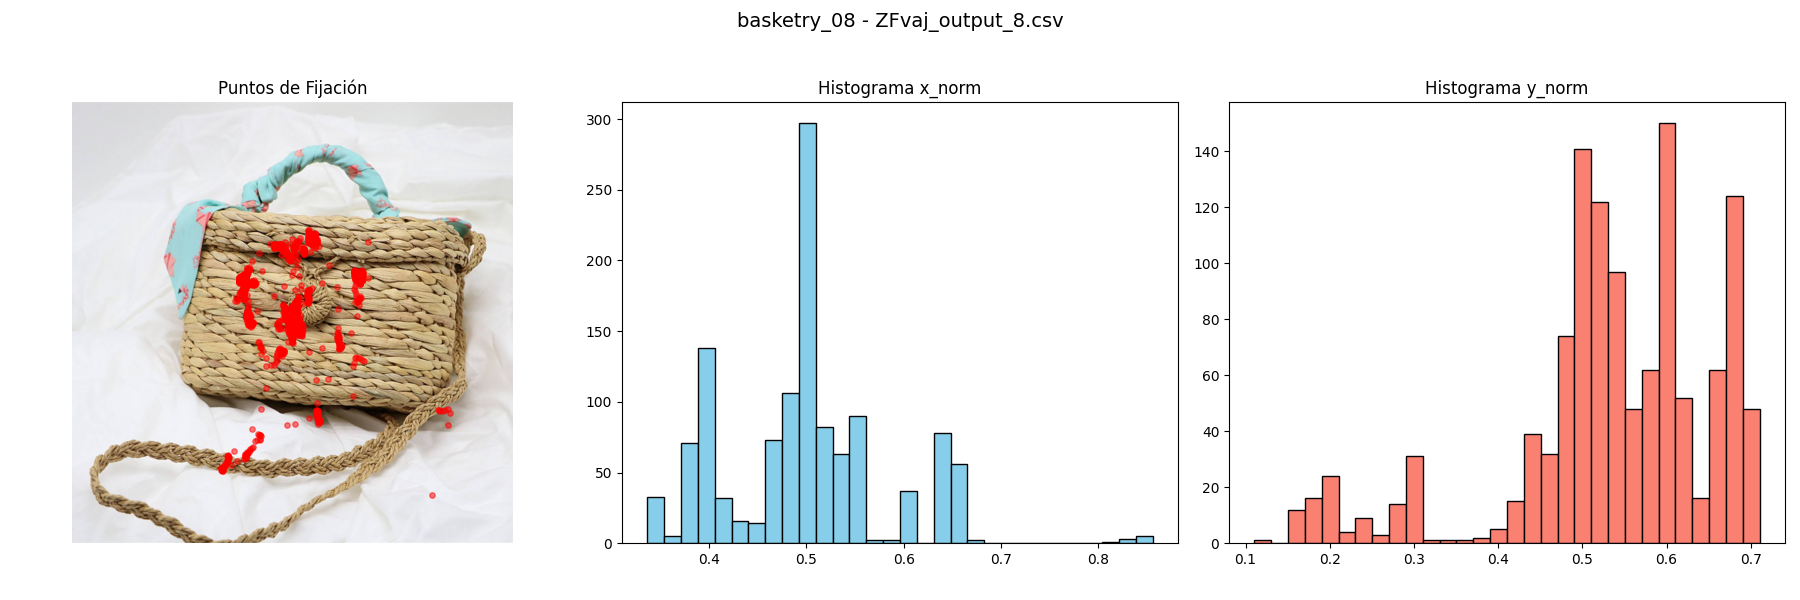 basketry_08 - ZFvaj_output_8.csv
Puntos de Fijación
Histograma x_norm
300
250
200
150
100
50
0
0.4 0.5 0.6 0.7 0.8
Histograma y_norm
140
120
100
80
60
40
20
0
0.1 0.2 0.3 0.4 0.5 0.6 0.7